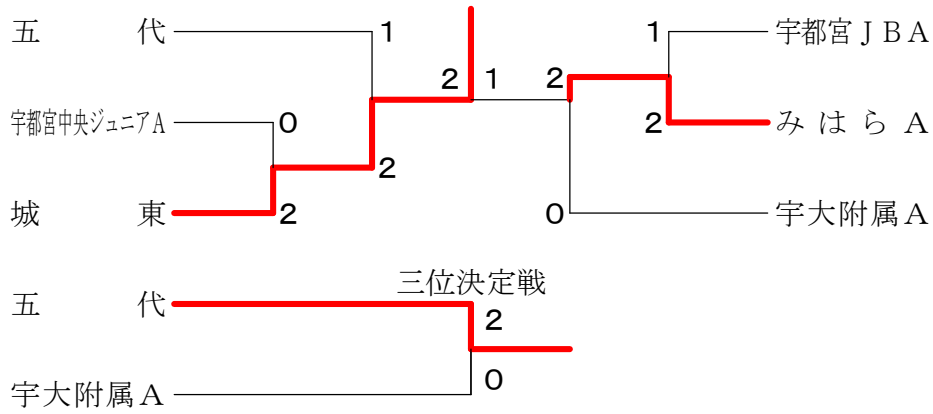 五代 1 1 宇都宮ＪＢＡ
2 1 2
宇都宮中央ジュニアA 0 2 みはらＡ
2
城東 2 0 宇大附属Ａ
三位決定戦
五代 2
宇大附属Ａ 0